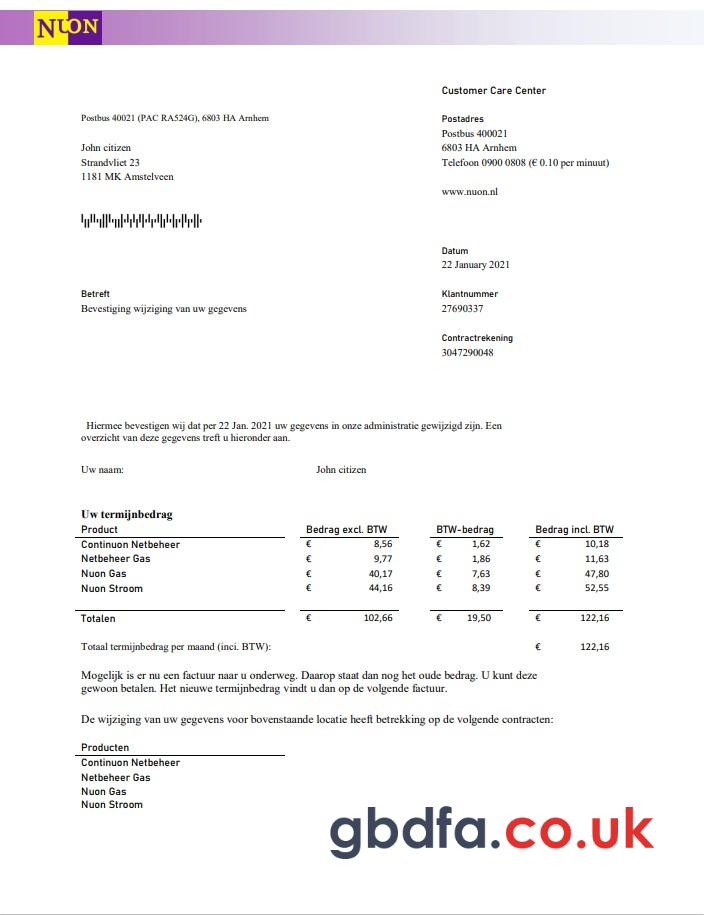 NUON
Customer Care Center
Postbus 40021 (PAC RA524G), 6803 HA Arnhem
Postadres
Postbus 400021
John citizen
6803 HA Arnhem
Strandvliet 23
Telefoon 0900 0808 (€ 0.10 per minuut)
1181 MK Amstelveen
www.nuon.nl
Datum
22 January 2021
Betreft
Klantnummer
Bevestiging wijziging van uw gegevens
27690337
Contractrekening
3047290048
Hiermee bevestigen wij dat per 22 Jan. 2021 uw gegevens in onze administratie gewijzigd zijn. Een
overzicht van deze gegevens treft u hieronder aan.
Uw naam: John citizen
Uw termijnbedrag
Product Bedrag excl. BTW BTW-bedrag Bedrag incl. BTW
Continuon Netbeheer € 8,56 € 1,62 € 10,18
Netbeheer Gas € 9,77 € 1,86 € 11,63
Nuon Gas € 40,17 € 7,63 € 47,80
Nuon Stroom € 44,16 € 8,39 € 52,55
Totalen € 102,66 € 19,50 € 122,16
Totaal termijnbedrag per maand (inci. BTW): € 122,16
Mogelijk is er nu een factuur naar u onderweg. Daarop staat dan nog het oude bedrag. U kunt deze
gewoon betalen. Het nieuwe termijnbedrag vindt u dan op de volgende factuur.
De wijziging van uw gegevens voor bovenstaande locatie heeft betrekking op de volgende contracten:
Producten
Continuon Netbeheer
Netbeheer Gas
Nuon Gas
Nuon Stroom
gbdfa.co.uk